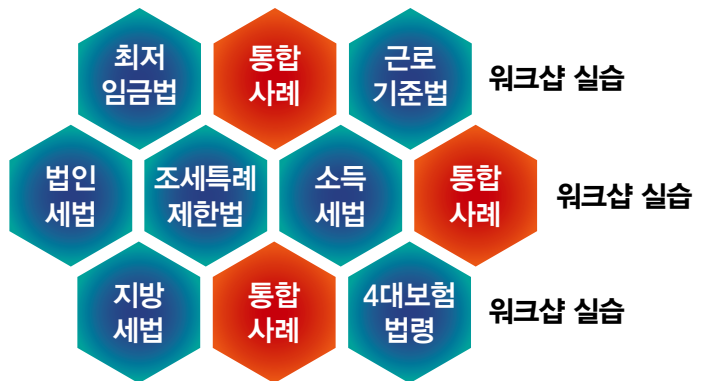 최저
임금법
통합
사례
근로
기준법
워크샵 실습
법인
세법
조세특례
제한법
소득
세법
통합
사례
워크샵 실습
지방
세법
통합
사례
4대보험
법령
워크샵 실습